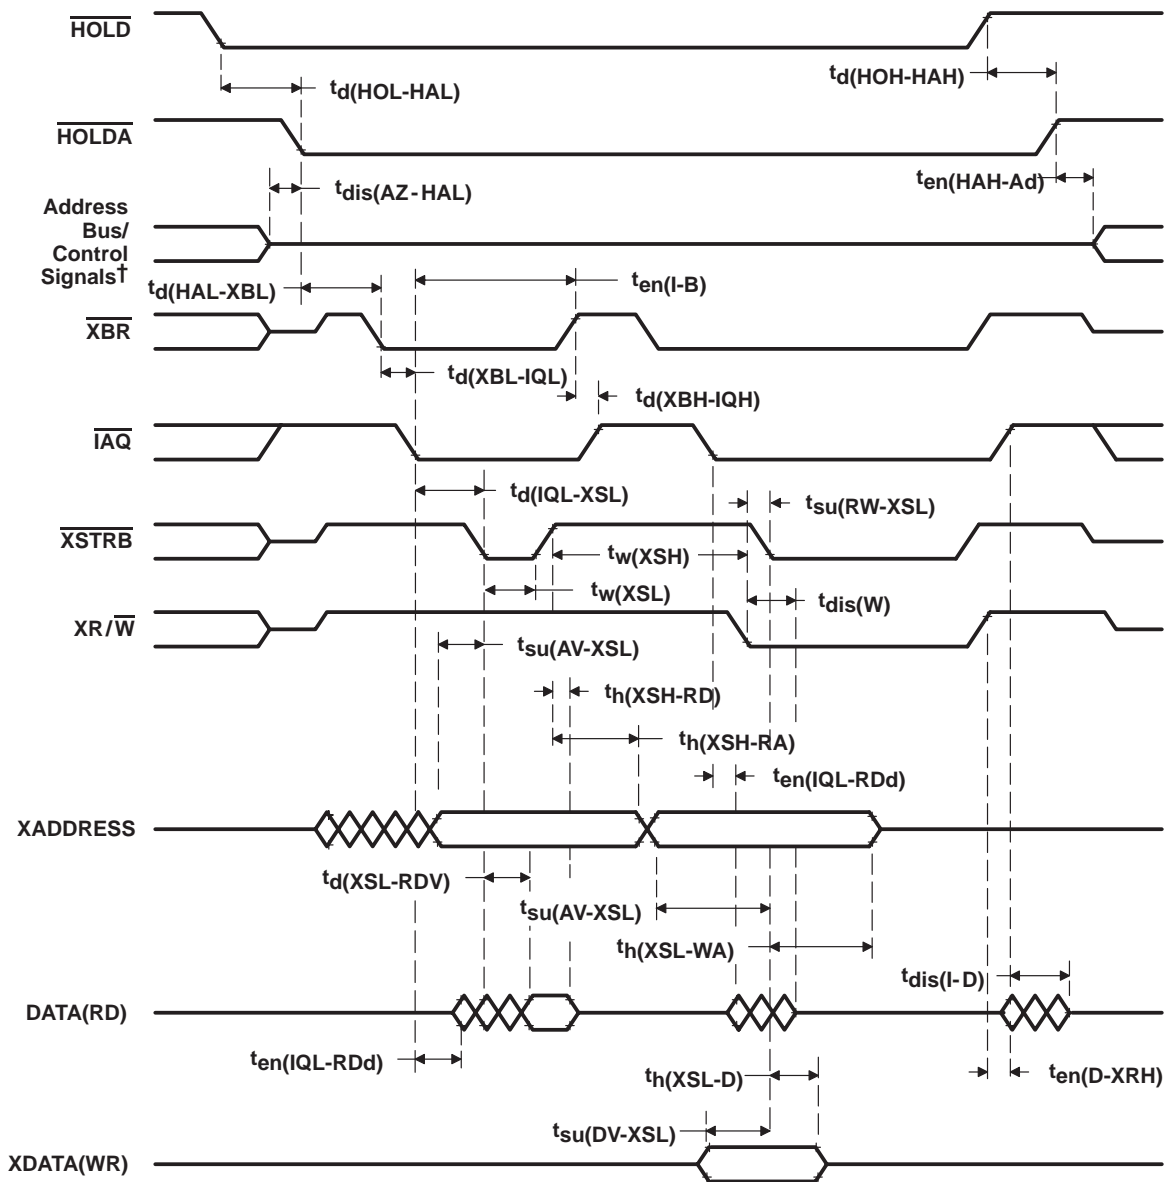 HOLD
td(HOL-HAL)
td(HOH-HAH)
HOLDA
tdis(AZ-HAL)
ten(HAH-Ad)
Address
Bus/
Control
Signals†
td(HAL-XBL)
ten(I-B)
XBR
td(XBL-IQL)
td(XBH-IQH)
IAQ
td(IQL-XSL)
tsu(RW-XSL)
XSTRB
tw(XSH)
tw(XSL)
tdis(W)
XR/W
tsu(AV-XSL)
th(XSH-RD)
th(XSH-RA)
ten(IQL-RDd)
XADDRESS
td(XSL-RDV)
tsu(AV-XSL)
th(XSL-WA)
tdis(I-D)
DATA(RD)
ten(IQL-RDd)
th(XSL-D)
ten(D-XRH)
tsu(DV-XSL)
XDATA(WR)